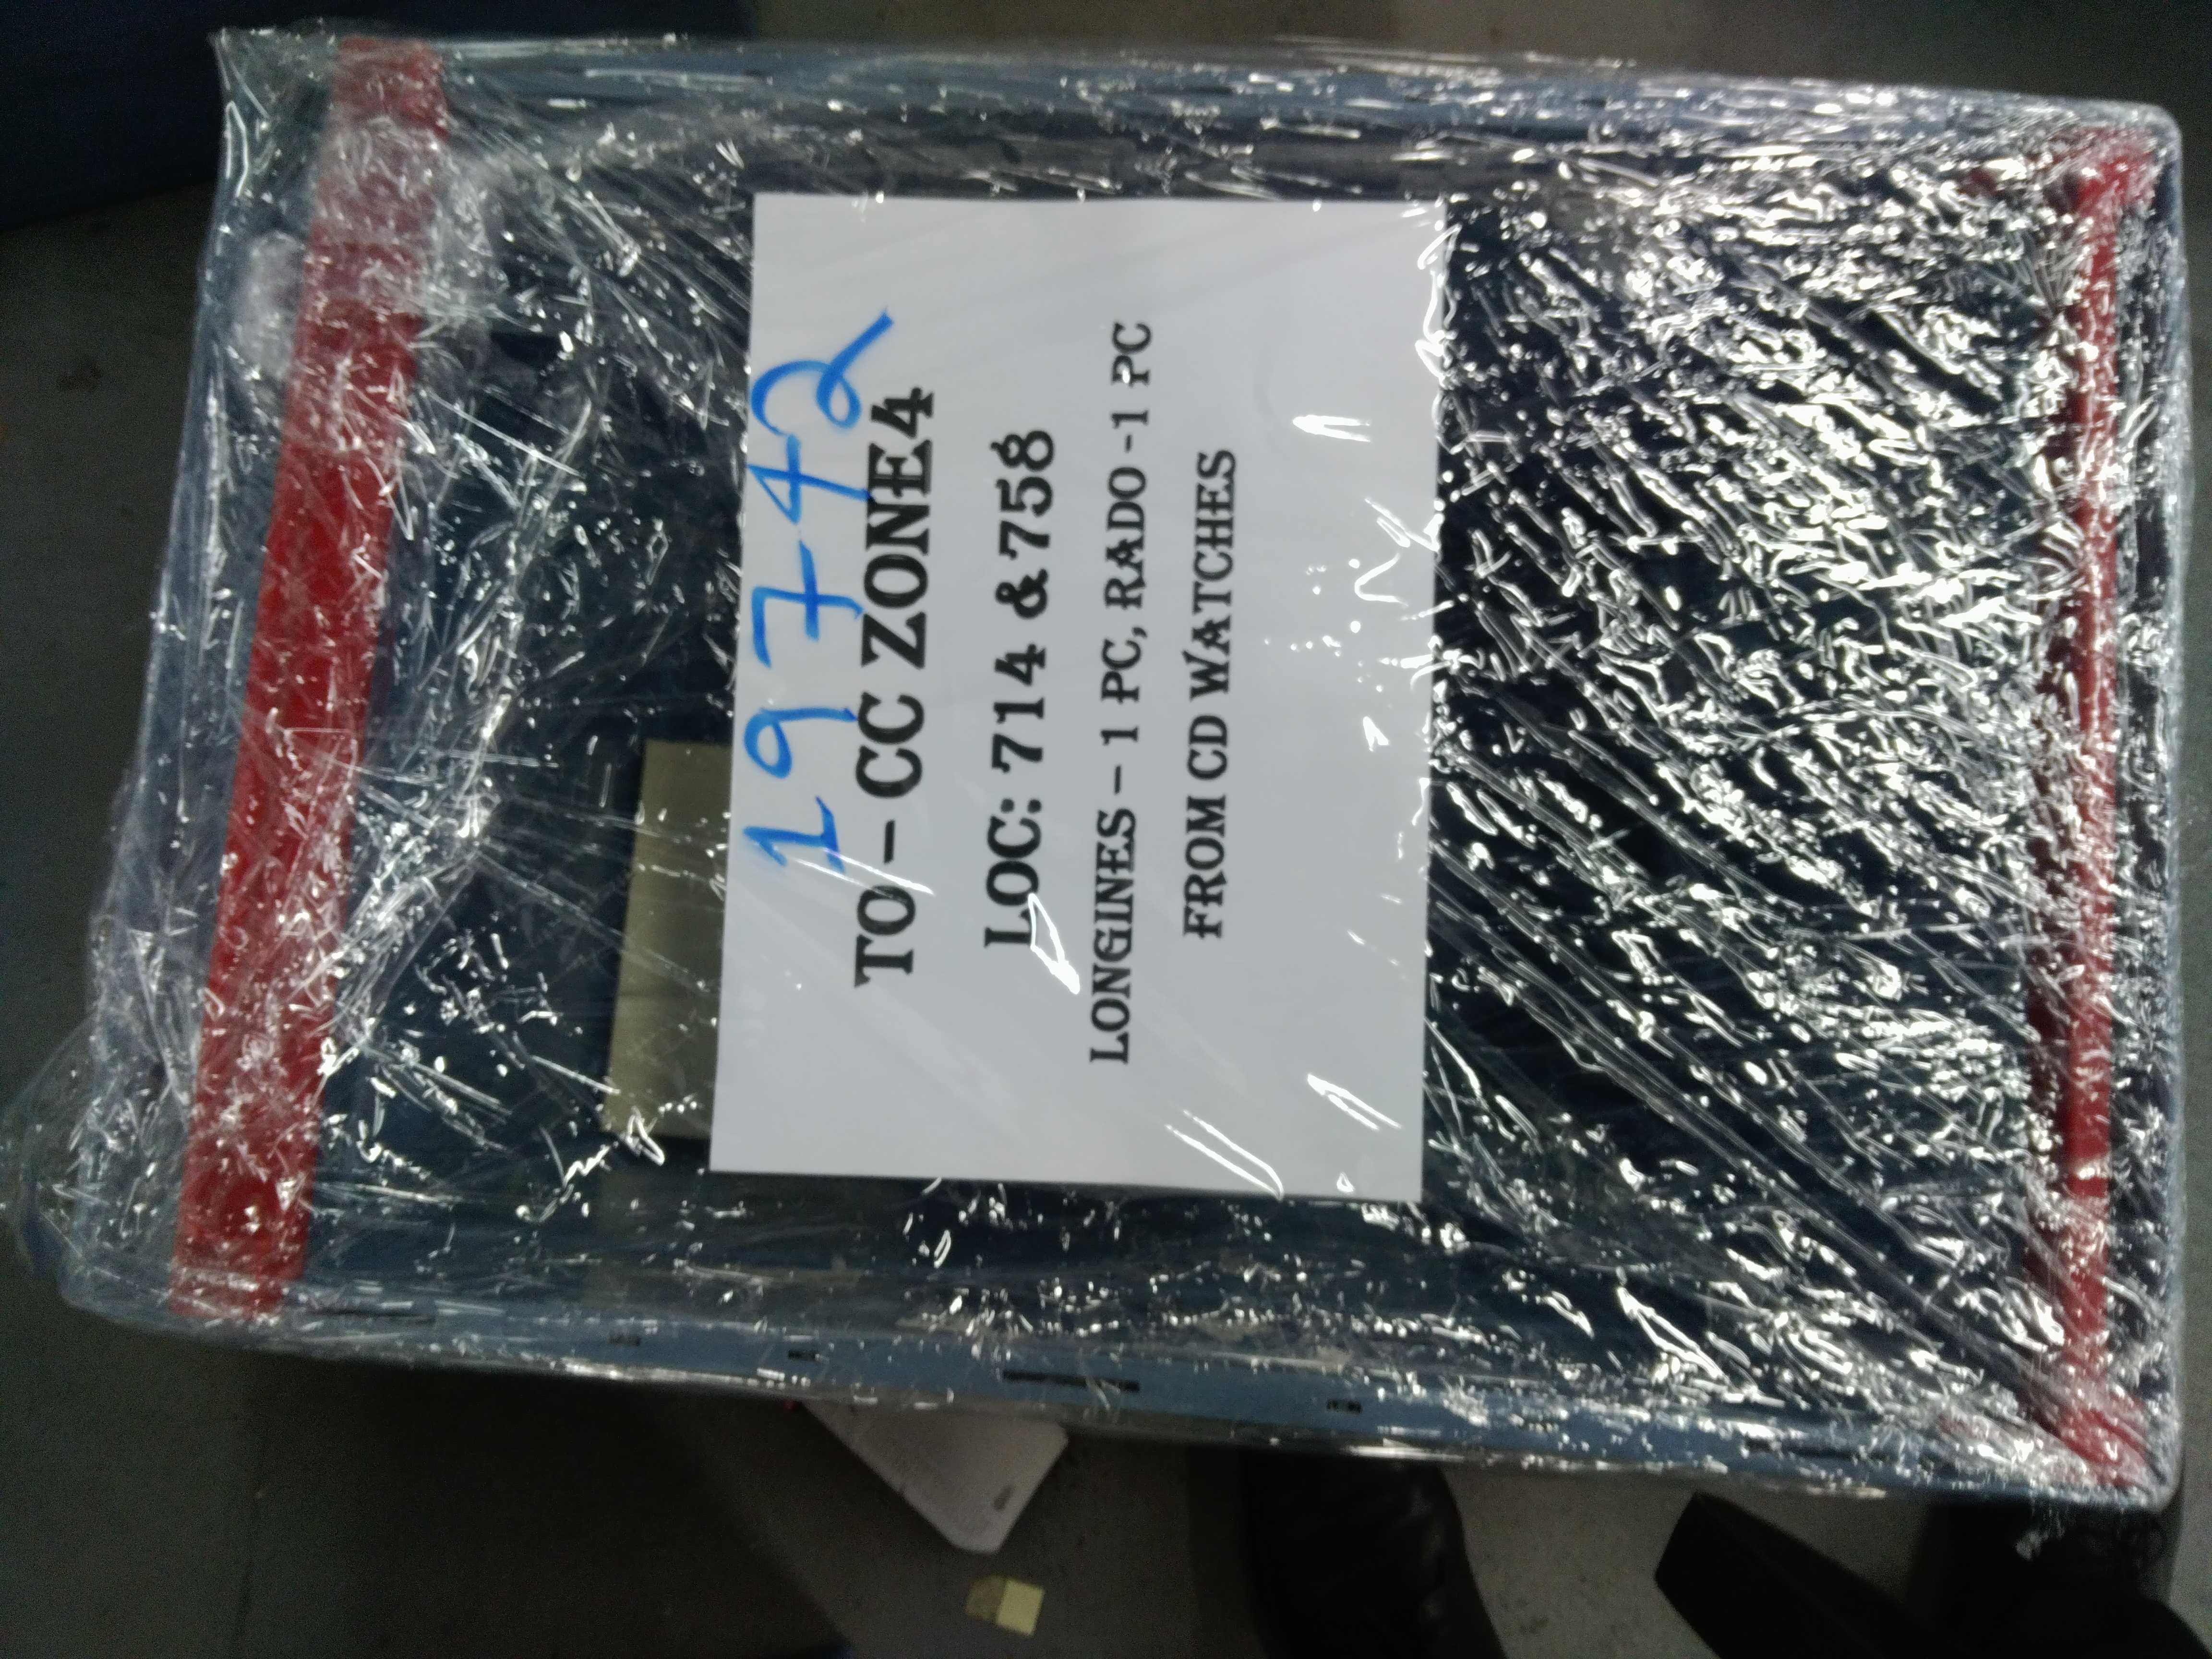 19742
TO – CC ZONE4
LOC: 714 & 758
LONGINES – 1 PC, RADO -1 PC
FROM CD WATCHES